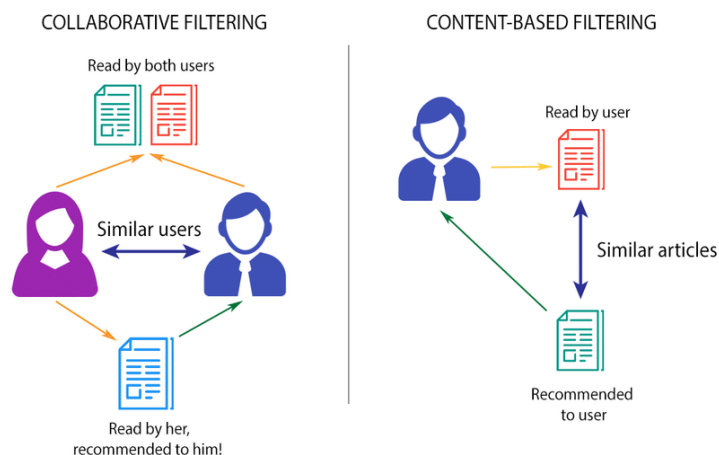 COLLABORATIVE FILTERING
Read by both users
Similar users
Read by her,
recommended to him!
CONTENT-BASED FILTERING
Read by user
Similar articles
Recommended
to user